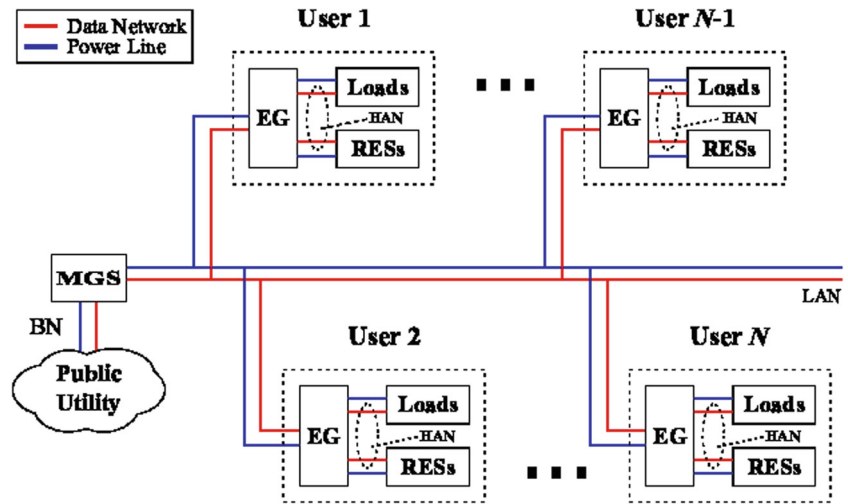 Data Network
Power Line
User 1
User N-1
EG
Loads
HAN
RESs
EG
Loads
HAN
RESs
MGS
LAN
BN
Public
Utility
User 2
User N
EG
Loads
HAN
RESs
EG
Loads
HAN
RESs